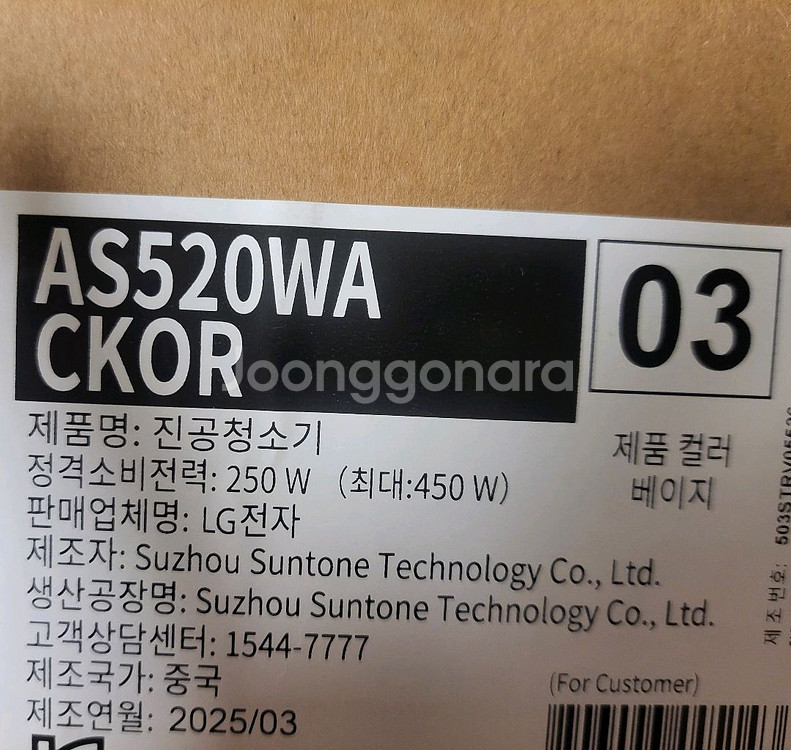 AS520WA
CKOR
03
Joonggonara
제품명: 진공청소기
정격소비전력: 250 W (최대:450 W)
판매업체명: LG전자
제조자: Suzhou Suntone Technology Co., Ltd.
생산공장명: Suzhou Suntone Technology Co., Ltd.
고객상담센터: 1544-7777
제조국가: 중국
제조연월: 2025/03
제품 컬러
베이지
(For Customer)
제조번호: